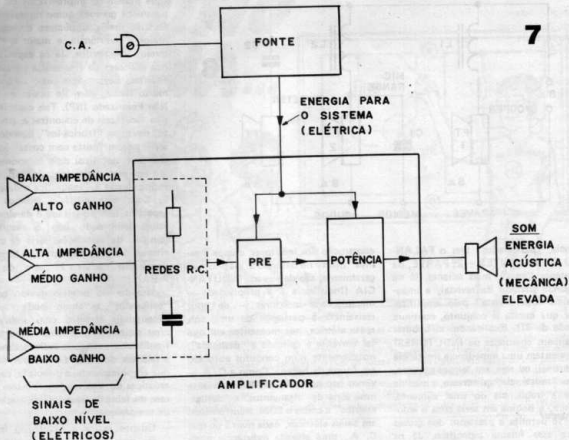 7
FONTE
C.A.
ENERGIA PARA
O SISTEMA
(ELÉTRICA)
BAIXA IMPEDÂNCIA
ALTO GANHO
ALTA IMPEDÂNCIA
MÉDIO GANHO
REDES R.C.
PRE
POTÊNCIA
SOM
ENERGIA
ACÚSTICA
(MECÂNICA)
ELEVADA
MÉDIA IMPEDÂNCIA
BAIXO GANHO
AMPLIFICADOR
SINAIS DE
BAIXO NÍVEL
(ELÉTRICOS)